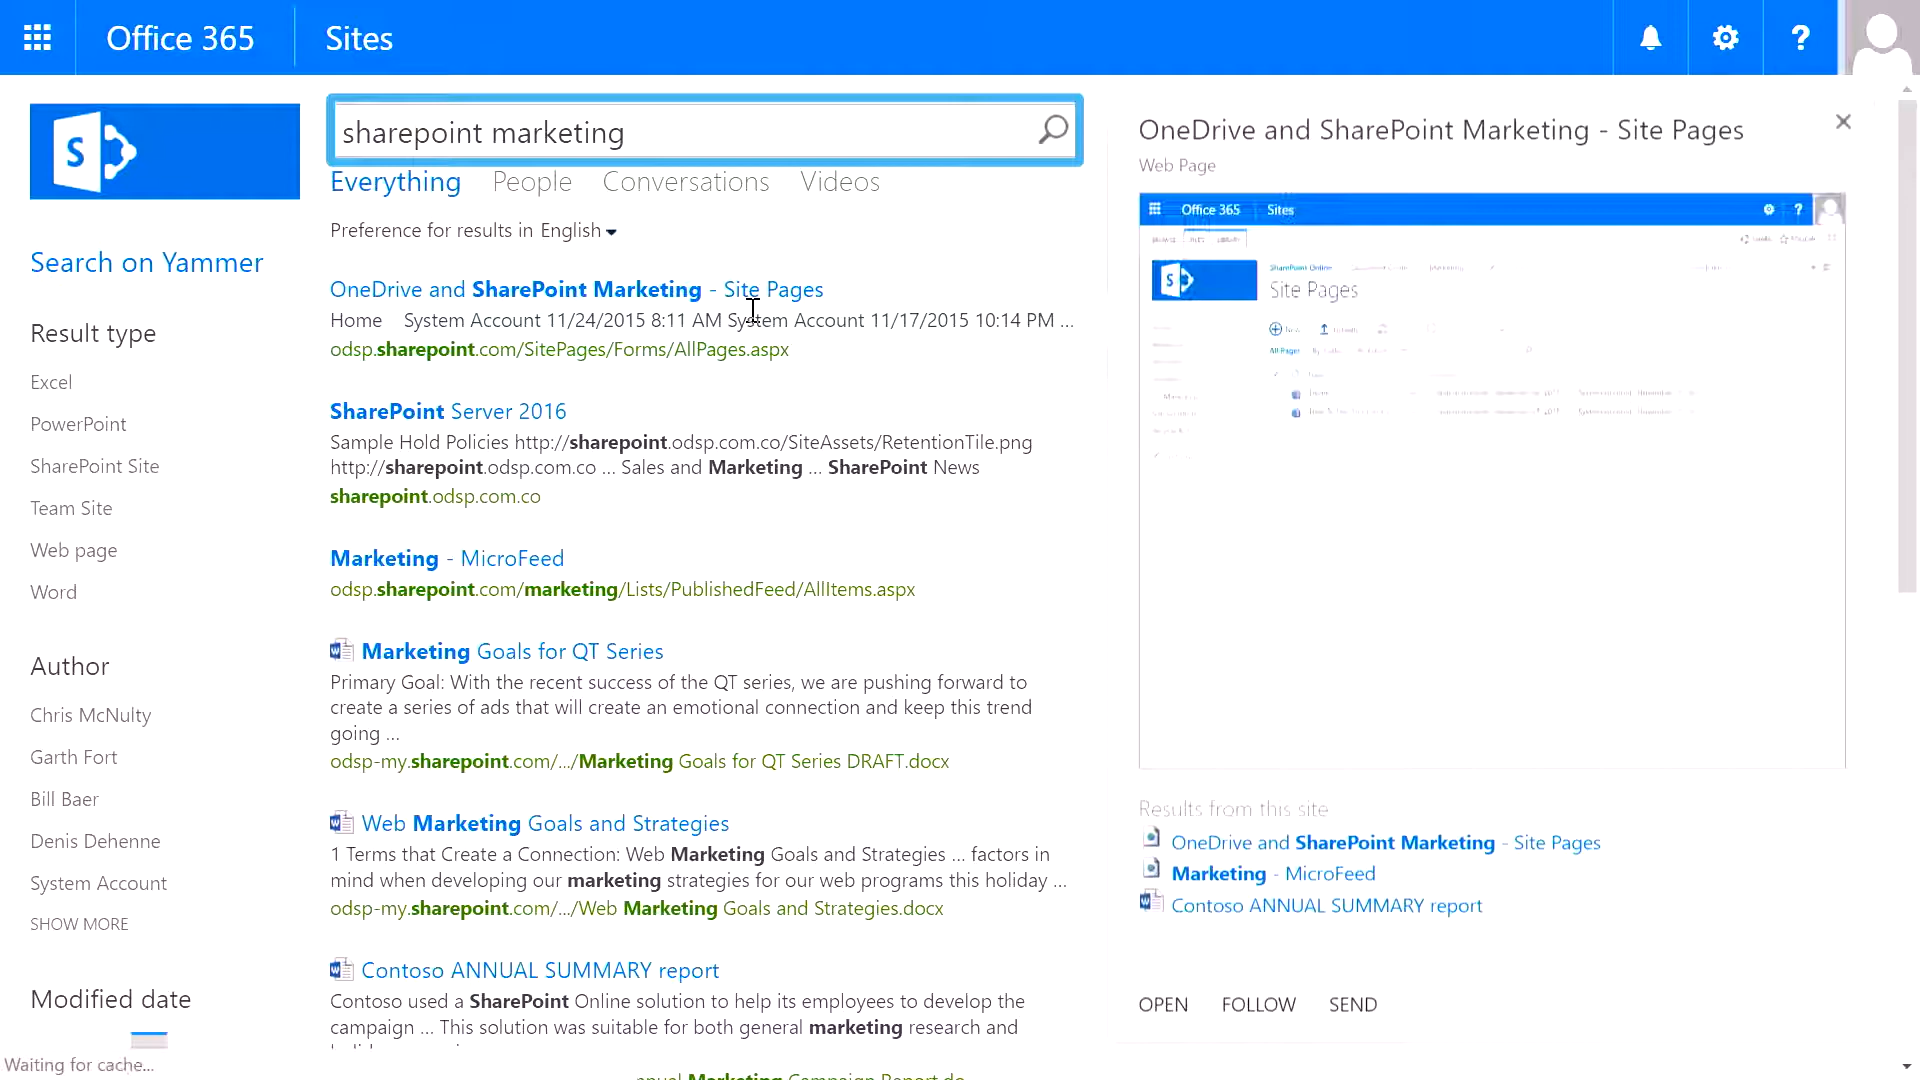 Office 365
Sites
?
S
sharepoint marketing
Everything People Conversations Videos
Preference for results in English
Search on Yammer
Result type
Excel
PowerPoint
SharePoint Site
Team Site
Web page
Word
Author
Chris McNulty
Garth Fort
Bill Baer
Denis Dehenne
System Account
SHOW MORE
Modified date
OneDrive and SharePoint Marketing - Site Pages
Home System Account 11/24/2015 8:11 AM System Account 11/17/2015 10:14 PM ...
odsp.sharepoint.com/SitePages/Forms/AllPages.aspx
SharePoint Server 2016
Sample Hold Policies http://sharepoint.odsp.com.co/SiteAssets/RetentionTile.png
http://sharepoint.odsp.com.co ... Sales and Marketing ... SharePoint News
sharepoint.odsp.com.co
Marketing - MicroFeed
odsp.sharepoint.com/marketing/Lists/PublishedFeed/AllItems.aspx
Marketing Goals for QT Series
Primary Goal: With the recent success of the QT series, we are pushing forward to
create a series of ads that will create an emotional connection and keep this trend
going ...
odsp-my.sharepoint.com/.../Marketing Goals for QT Series DRAFT.docx
Web Marketing Goals and Strategies
1 Terms that Create a Connection: Web Marketing Goals and Strategies ... factors in
mind when developing our marketing strategies for our web programs this holiday ...
odsp-my.sharepoint.com/.../Web Marketing Goals and Strategies.docx
Contoso ANNUAL SUMMARY report
Contoso used a SharePoint Online solution to help its employees to develop the
campaign ... This solution was suitable for both general marketing research and
Marketing Campaign Report
Waiting for cache...
OneDrive and SharePoint Marketing - Site Pages
Web Page
Office 365 Sites ?
SharePoint Online
S
Site Pages
All Pages
Results from this site
OneDrive and SharePoint Marketing - Site Pages
Marketing - MicroFeed
Contoso ANNUAL SUMMARY report
OPEN FOLLOW SEND